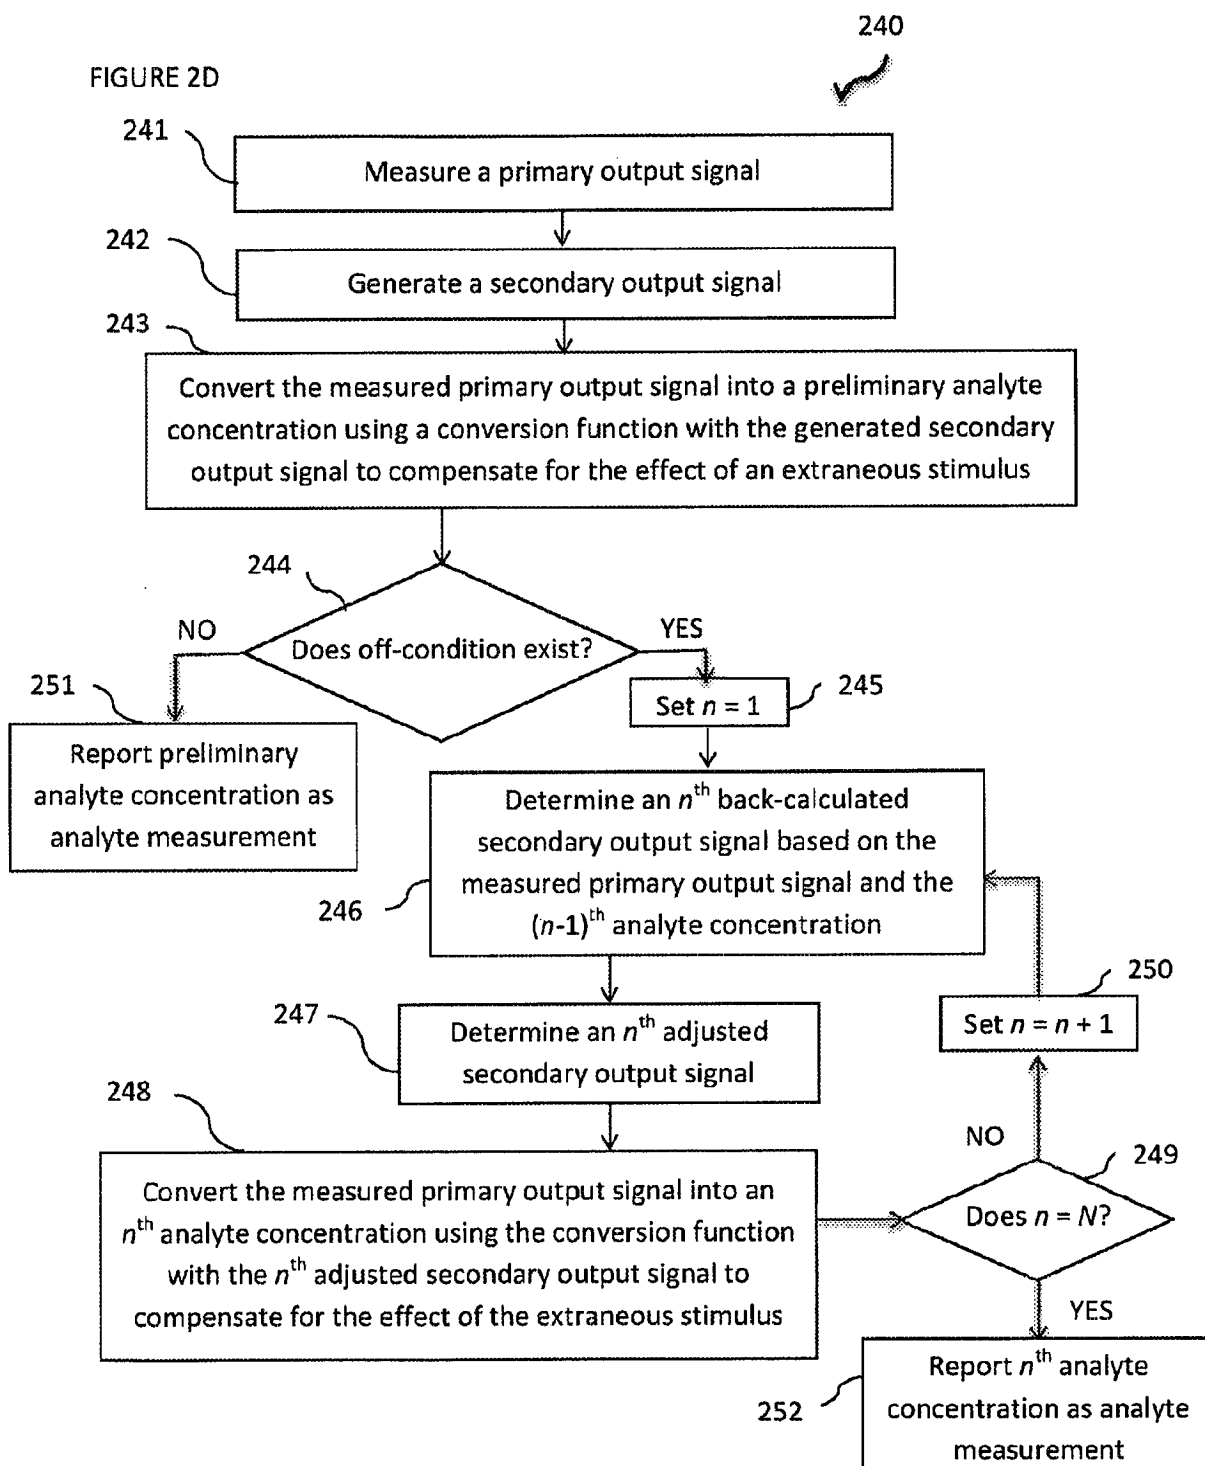 240
FIGURE 2D
241
Measure a primary output signal
242
Generate a secondary output signal
243
Convert the measured primary output signal into a preliminary analyte
concentration using a conversion function with the generated secondary
output signal to compensate for the effect of an extraneous stimulus
244
Does off-condition exist?
NO
YES
251
Report preliminary
analyte concentration as
analyte measurement
245
Set n = 1
246
Determine an nth back-calculated
secondary output signal based on the
measured primary output signal and the
(n-1)th analyte concentration
247
Determine an nth adjusted
secondary output signal
248
Convert the measured primary output signal into an
nth analyte concentration using the conversion function
with the nth adjusted secondary output signal to
compensate for the effect of the extraneous stimulus
250
Set n = n + 1
NO
249
Does n = N?
YES
252
Report nth analyte
concentration as analyte
measurement